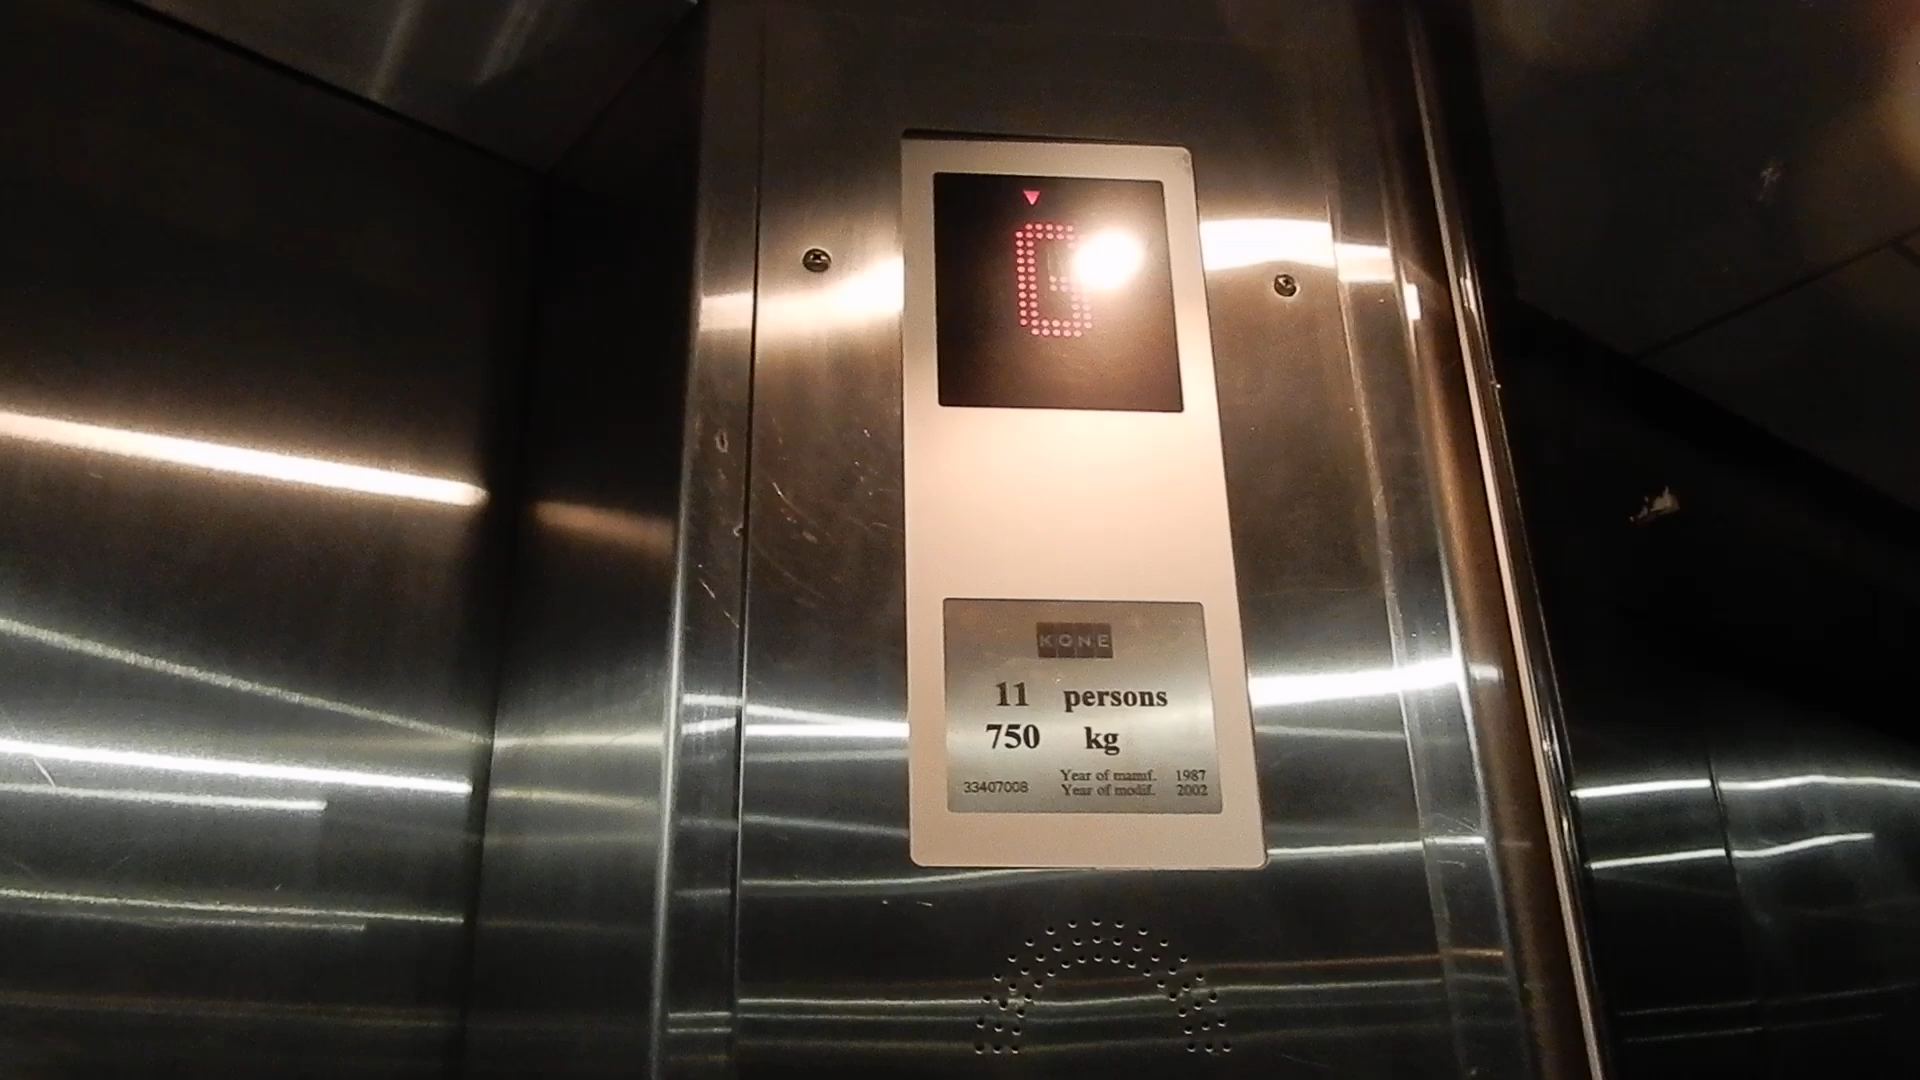 G
KONE
11 persons
750 kg
33407008 Year of manuf. 1987
Year of modif. 2002